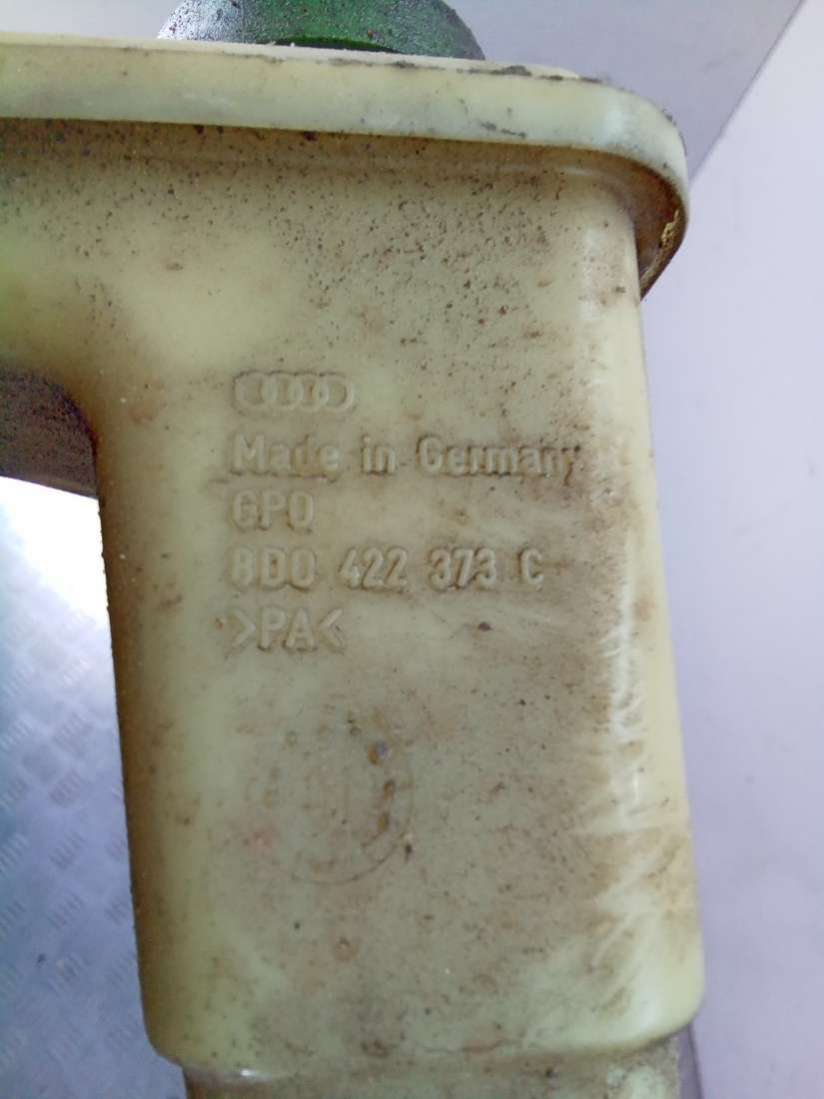 Made in Germany
GPO
8D0 422 373 C
>PA<